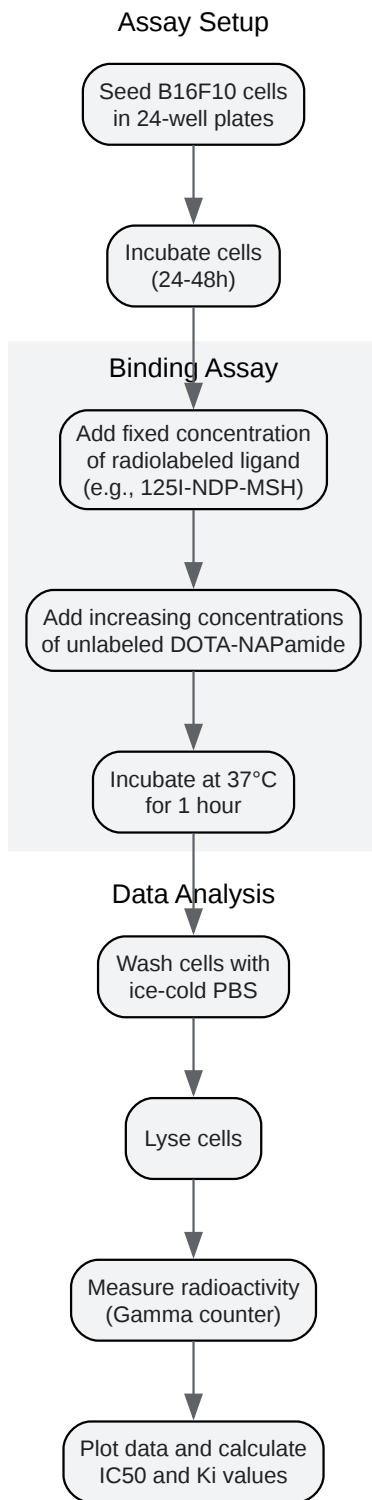 Assay Setup
Seed B16F10 cells
in 24-well plates
Incubate cells
(24-48h)
Binding Assay
Add fixed concentration
of radiolabeled ligand
(e.g., 125I-NDP-MSH)
Add increasing concentrations
of unlabeled DOTA-NAPamide
Incubate at 37°C
for 1 hour
Data Analysis
Wash cells with
ice-cold PBS
Lyse cells
Measure radioactivity
(Gamma counter)
Plot data and calculate
IC50 and Ki values